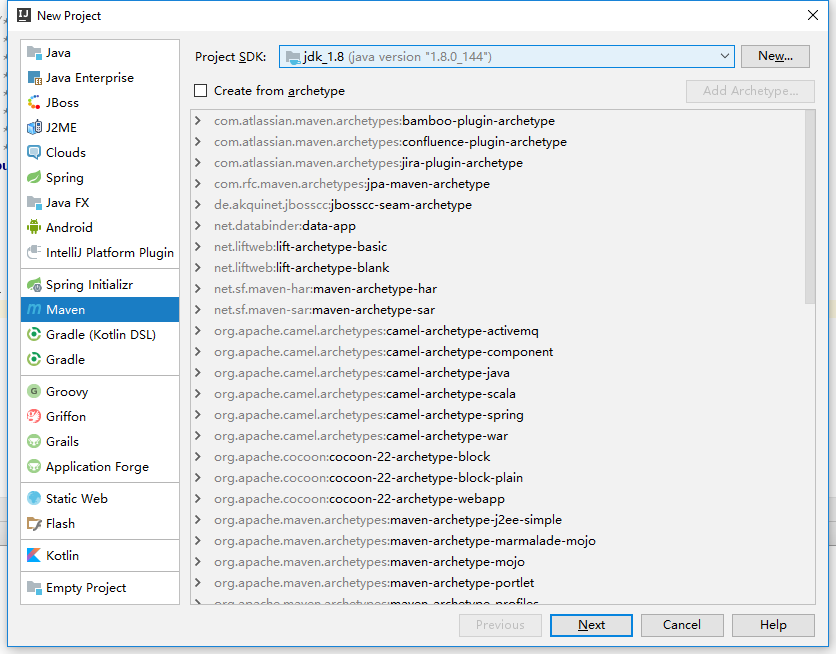 New Project
Java
Java Enterprise
JBoss
J2ME
Clouds
Spring
Java FX
Android
IntelliJ Platform Plugin
Spring Initializr
Maven
Gradle (Kotlin DSL)
Gradle
Groovy
Griffon
Grails
Application Forge
Static Web
Flash
Kotlin
Empty Project
Project SDK: jdk_1.8 (java version "1.8.0_144") New...
Create from archetype Add Archetype...
com.atlassian.maven.archetypes:bamboo-plugin-archetype
com.atlassian.maven.archetypes:confluence-plugin-archetype
com.atlassian.maven.archetypes:jira-plugin-archetype
com.rfc.maven.archetypes:jpa-maven-archetype
de.akquinet.jbosscc:jbosscc-seam-archetype
net.databinder:data-app
net.liftweb:lift-archetype-basic
net.liftweb:lift-archetype-blank
net.sf.maven-har:maven-archetype-har
net.sf.maven-sar:maven-archetype-sar
org.apache.camel.archetypes:camel-archetype-activemq
org.apache.camel.archetypes:camel-archetype-component
org.apache.camel.archetypes:camel-archetype-java
org.apache.camel.archetypes:camel-archetype-scala
org.apache.camel.archetypes:camel-archetype-spring
org.apache.camel.archetypes:camel-archetype-war
org.apache.cocoon:cocoon-22-archetype-block
org.apache.cocoon:cocoon-22-archetype-block-plain
org.apache.cocoon:cocoon-22-archetype-webapp
org.apache.maven.archetypes:maven-archetype-j2ee-simple
org.apache.maven.archetypes:maven-archetype-marmalade-mojo
org.apache.maven.archetypes:maven-archetype-mojo
org.apache.maven.archetypes:maven-archetype-portlet
org.apache.maven.archetypes:maven-archetype-profiles
Previous Next Cancel Help